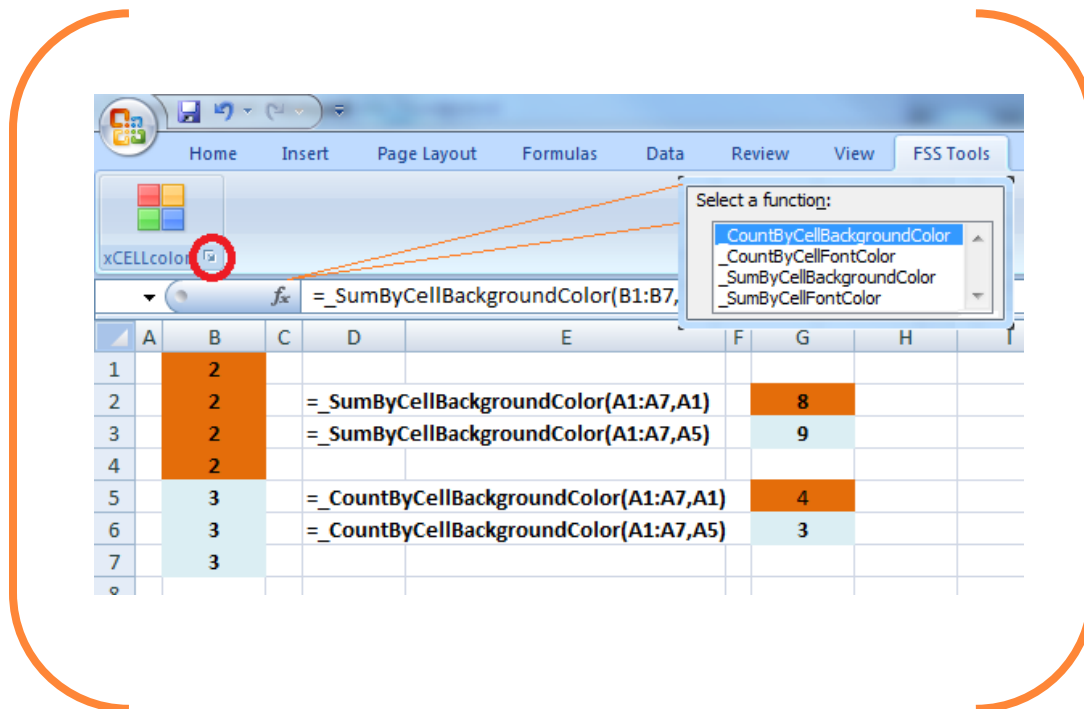 Home Insert Page Layout Formulas Data Review View FSS Tools
Select a function:
_CountByCellBackgroundColor
_CountByCellFontColor
_SumByCellBackgroundColor
_SumByCellFontColor
xCELLcolor
fx =_SumByCellBackgroundColor(B1:B7,
A B C D E F G H I
1 2
2 2 =_SumByCellBackgroundColor(A1:A7,A1) 8
3 2 =_SumByCellBackgroundColor(A1:A7,A5) 9
4 2
5 3 =_CountByCellBackgroundColor(A1:A7,A1) 4
6 3 =_CountByCellBackgroundColor(A1:A7,A5) 3
7 3
8